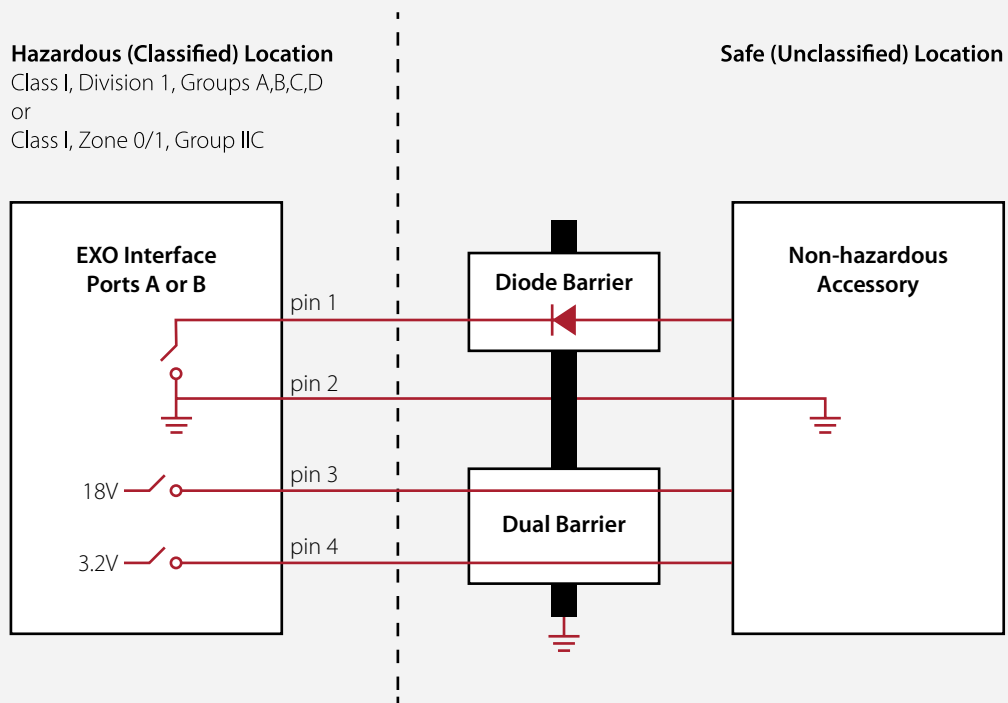 Hazardous (Classified) Location
Class I, Division 1, Groups A,B,C,D
or
Class I, Zone 0/1, Group IIC
Safe (Unclassified) Location
EXO Interface
Ports A or B
pin 1
pin 2
18V
pin 3
3.2V
pin 4
Diode Barrier
Dual Barrier
Non-hazardous
Accessory